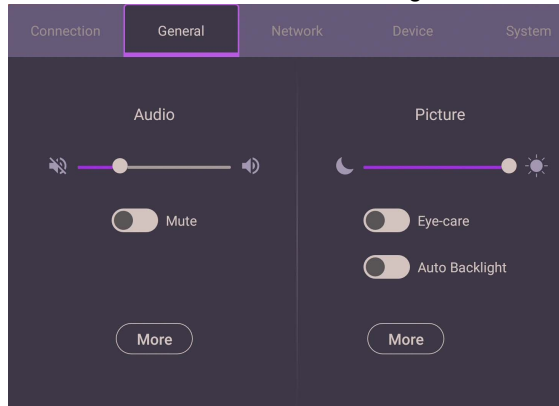 Connection General Network Device System
Audio
Picture
Mute
Eye-care
Auto Backlight
More
More